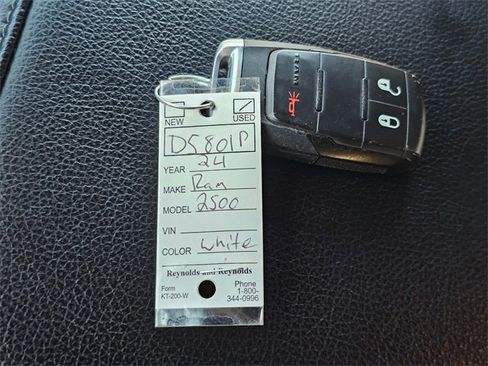 NEW USED
D5801P
YEAR 24
MAKE Ram
MODEL 2500
VIN
COLOR white
Reynolds and Reynolds
Form Phone
KT-200-W 1-800-
344-0996
RAM